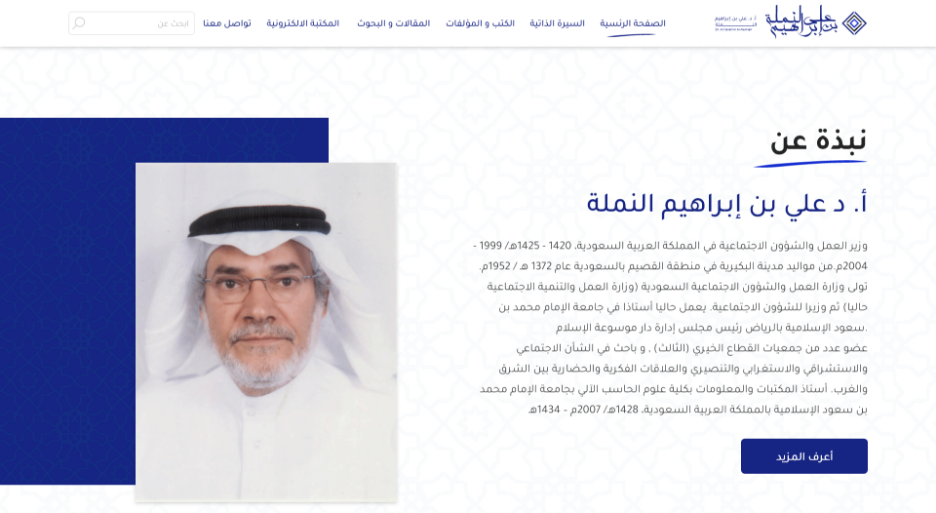 علي بن إبراهيم النملة
أ. د. علي بن إبراهيم
النملة
الصفحة الرئسية
السيرة الذاتية
الكتب و المؤلفات
المقالات و البحوث
المكتبة الالكترونية
تواصل معنا
ابحث عن
نبذة عن
أ. د علي بن إبراهيم النملة
وزير العمل والشؤون الاجتماعية في المملكة العربية السعودية، 1420 - 1425هـ/ 1999 -
2004م.من مواليد مدينة البكيرية في منطقة القصيم بالسعودية عام 1372 هـ / 1952م.
تولى وزارة العمل والشؤون الاجتماعية السعودية (وزارة العمل والتنمية الاجتماعية
حاليا) ثم وزيرا للشؤون الاجتماعية. يعمل حاليا أستاذا في جامعة الإمام محمد بن
.سعود الإسلامية بالرياض رئيس مجلس إدارة دار موسوعة الإسلام
عضو عدد من جمعيات القطاع الخيري (الثالث) , و باحث في الشأن الاجتماعي
والاستشراقي والاستغرابي والتنصيري والعلاقات الفكرية والحضارية بين الشرق
والغرب. أستاذ المكتبات والمعلومات بكلية علوم الحاسب الآلي بجامعة الإمام محمد
بن سعود الإسلامية بالمملكة العربية السعودية، 1428هـ/ 2007م - 1434هـ
أعرف المزيد